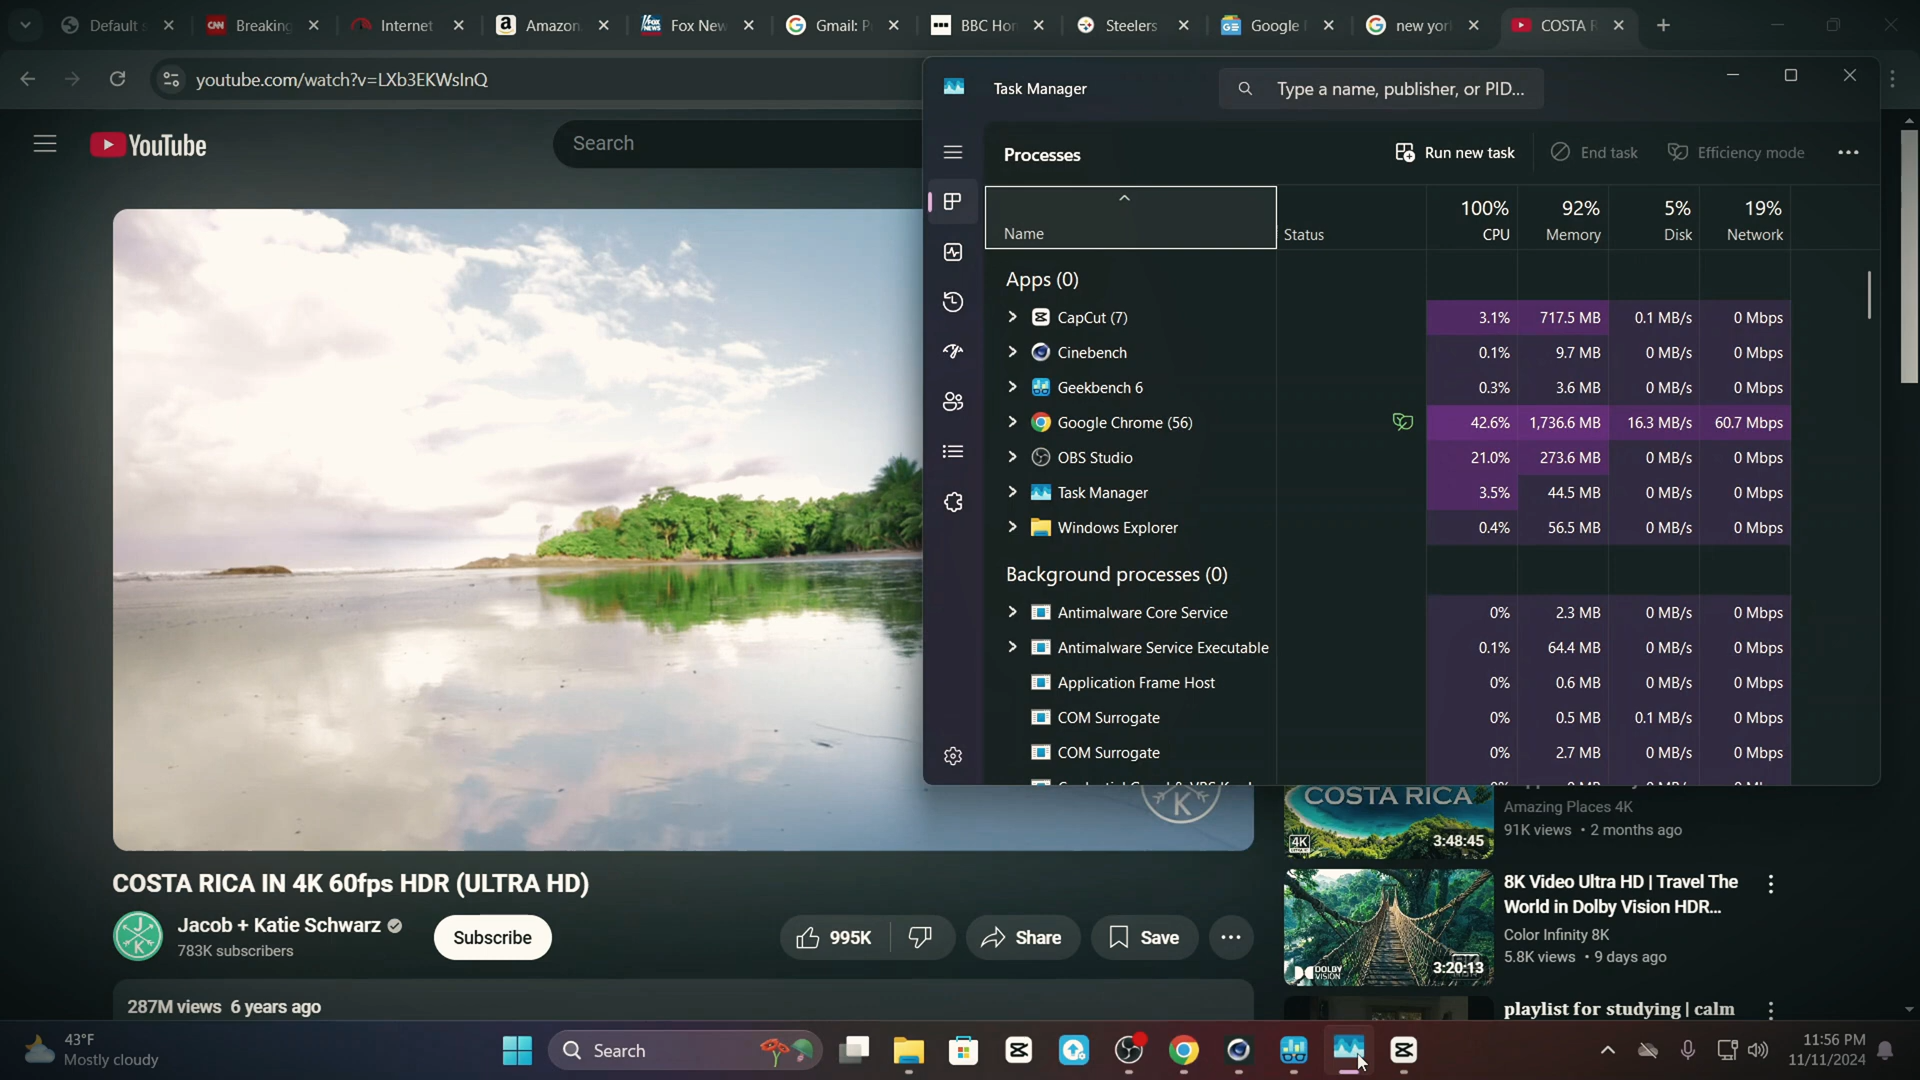 Default s
CNN Breaking
Internet
Amazon.
FOX NEWS Fox New
Gmail: P
BBC Hom
Steelers
Google
new yor
COSTA R
youtube.com/watch?v=LXb3EKWsInQ
YouTube
Search
Task Manager
Type a name, publisher, or PID...
Processes
Run new task
End task
Efficiency mode
Name
Status
100% 92% 5% 19%
CPU Memory Disk Network
Apps (0)
CapCut (7) 3.1% 717.5 MB 0.1 MB/s 0 Mbps
Cinebench 0.1% 9.7 MB 0 MB/s 0 Mbps
Geekbench 6 0.3% 3.6 MB 0 MB/s 0 Mbps
Google Chrome (56) 42.6% 1,736.6 MB 16.3 MB/s 60.7 Mbps
OBS Studio 21.0% 273.6 MB 0 MB/s 0 Mbps
Task Manager 3.5% 44.5 MB 0 MB/s 0 Mbps
Windows Explorer 0.4% 56.5 MB 0 MB/s 0 Mbps
Background processes (0)
Antimalware Core Service 0% 2.3 MB 0 MB/s 0 Mbps
Antimalware Service Executable 0.1% 64.4 MB 0 MB/s 0 Mbps
Application Frame Host 0% 0.6 MB 0 MB/s 0 Mbps
COM Surrogate 0% 0.5 MB 0.1 MB/s 0 Mbps
COM Surrogate 0% 2.7 MB 0 MB/s 0 Mbps
K
COSTA RICA
4K
3:48:45
Amazing Places 4K
91K views • 2 months ago
COSTA RICA IN 4K 60fps HDR (ULTRA HD)
J K
Jacob + Katie Schwarz
783K subscribers
Subscribe
995K
Share
Save
287M views 6 years ago
8K Video Ultra HD | Travel The
World in Dolby Vision HDR...
Color Infinity 8K
5.8K views • 9 days ago
DOLBY
VISION
3:20:13
playlist for studying | calm
43°F
Mostly cloudy
Search
11:56 PM
11/11/2024